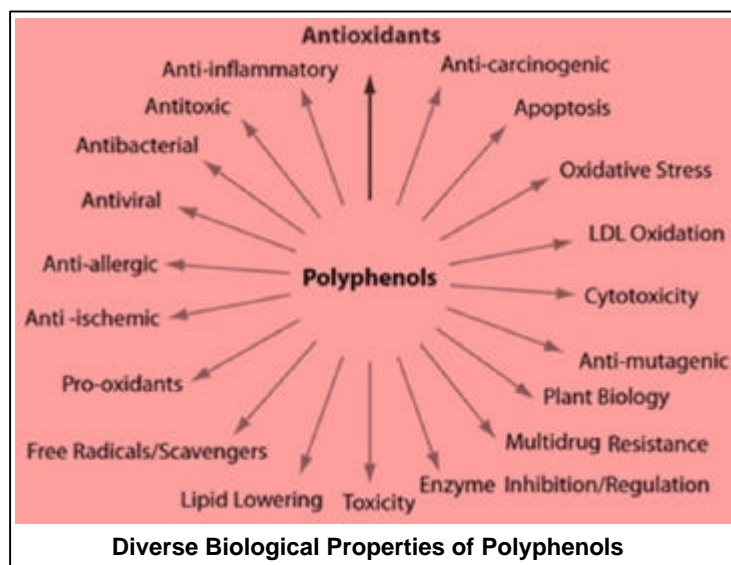 Antioxidants
Anti-inflammatory
Anti-carcinogenic
Antitoxic
Apoptosis
Antibacterial
Oxidative Stress
Antiviral
LDL Oxidation
Anti-allergic
Polyphenols
Cytotoxicity
Anti -ischemic
Anti-mutagenic
Pro-oxidants
Plant Biology
Free Radicals/Scavengers
Multidrug Resistance
Lipid Lowering
Toxicity
Enzyme Inhibition/Regulation
Diverse Biological Properties of Polyphenols